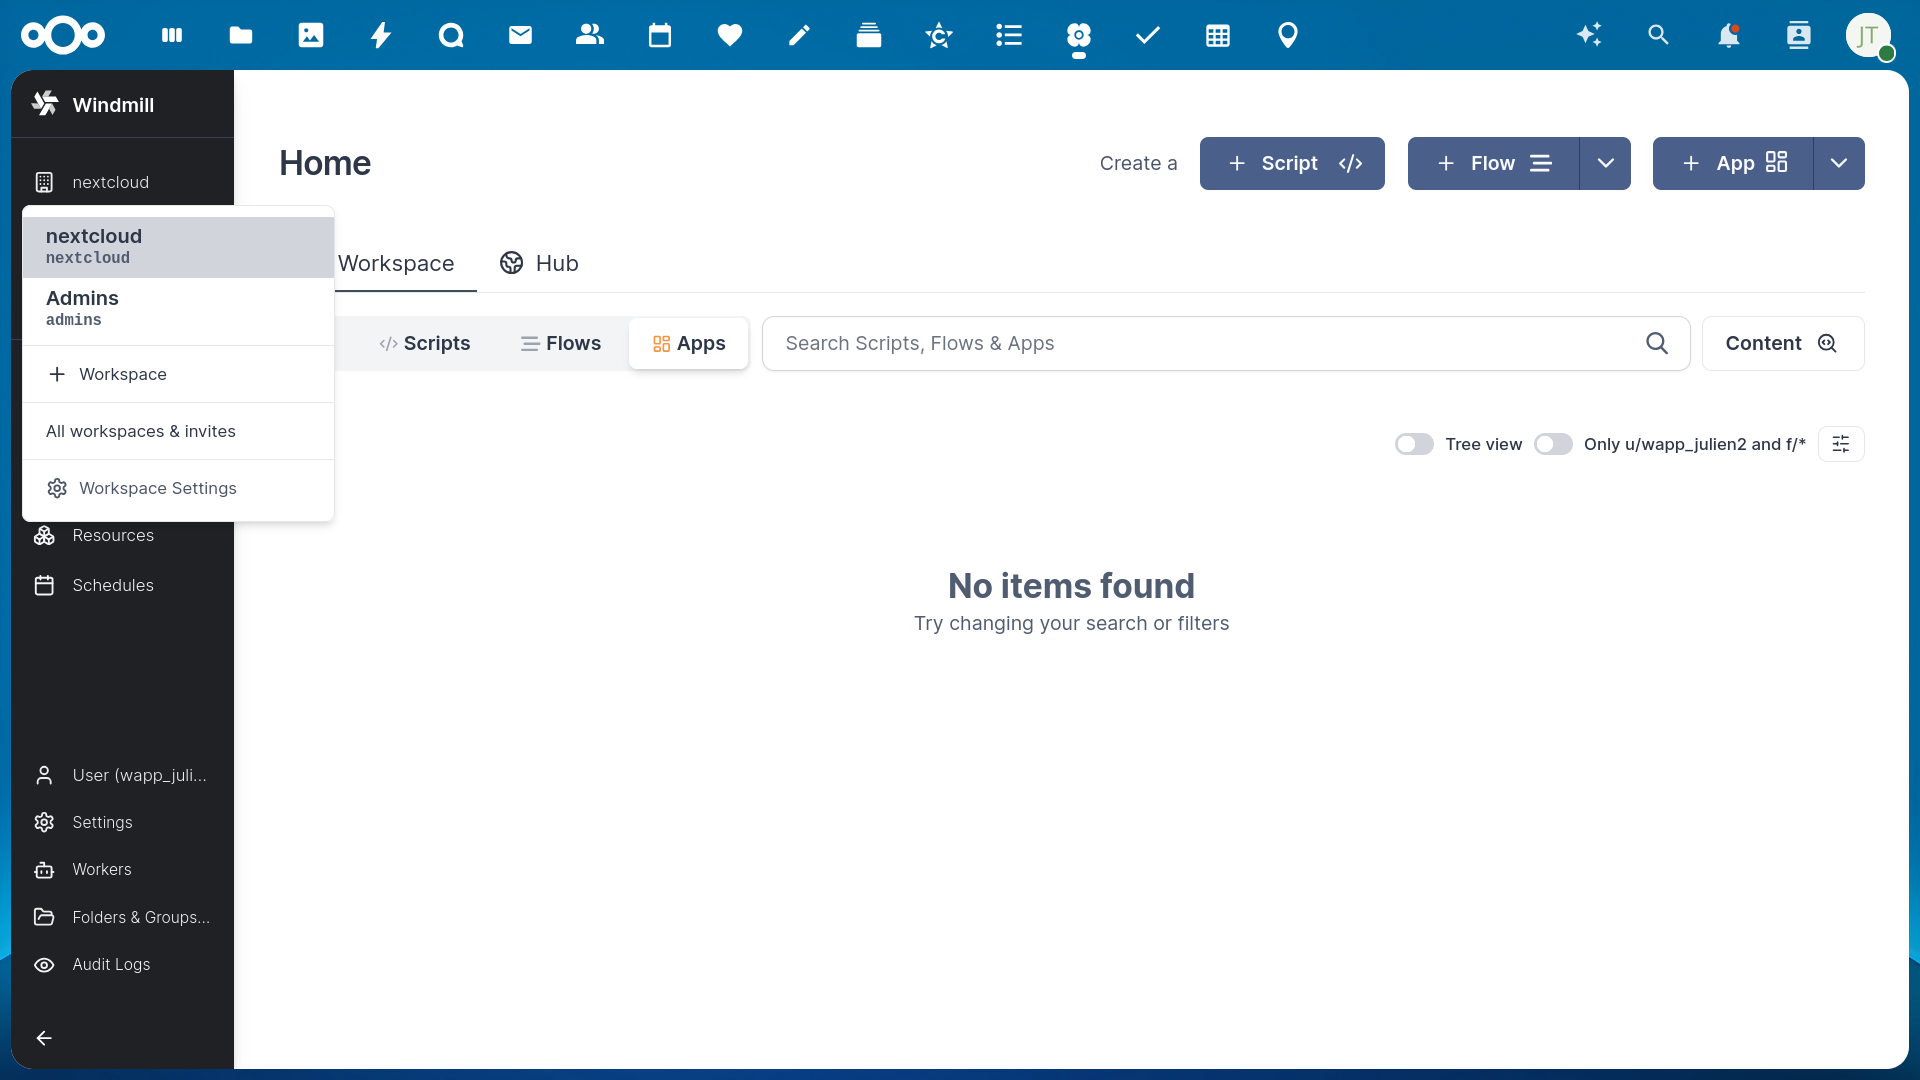 JT
Windmill
nextcloud
nextcloud
nextcloud
Admins
admins
Workspace
All workspaces & invites
Workspace Settings
Resources
Schedules
User (wapp_juli...
Settings
Workers
Folders & Groups...
Audit Logs
Home
Create a
Script
Flow
App
Workspace
Hub
Scripts
Flows
Apps
Search Scripts, Flows & Apps
Content
Tree view
Only u/wapp_julien2 and f/*
No items found
Try changing your search or filters